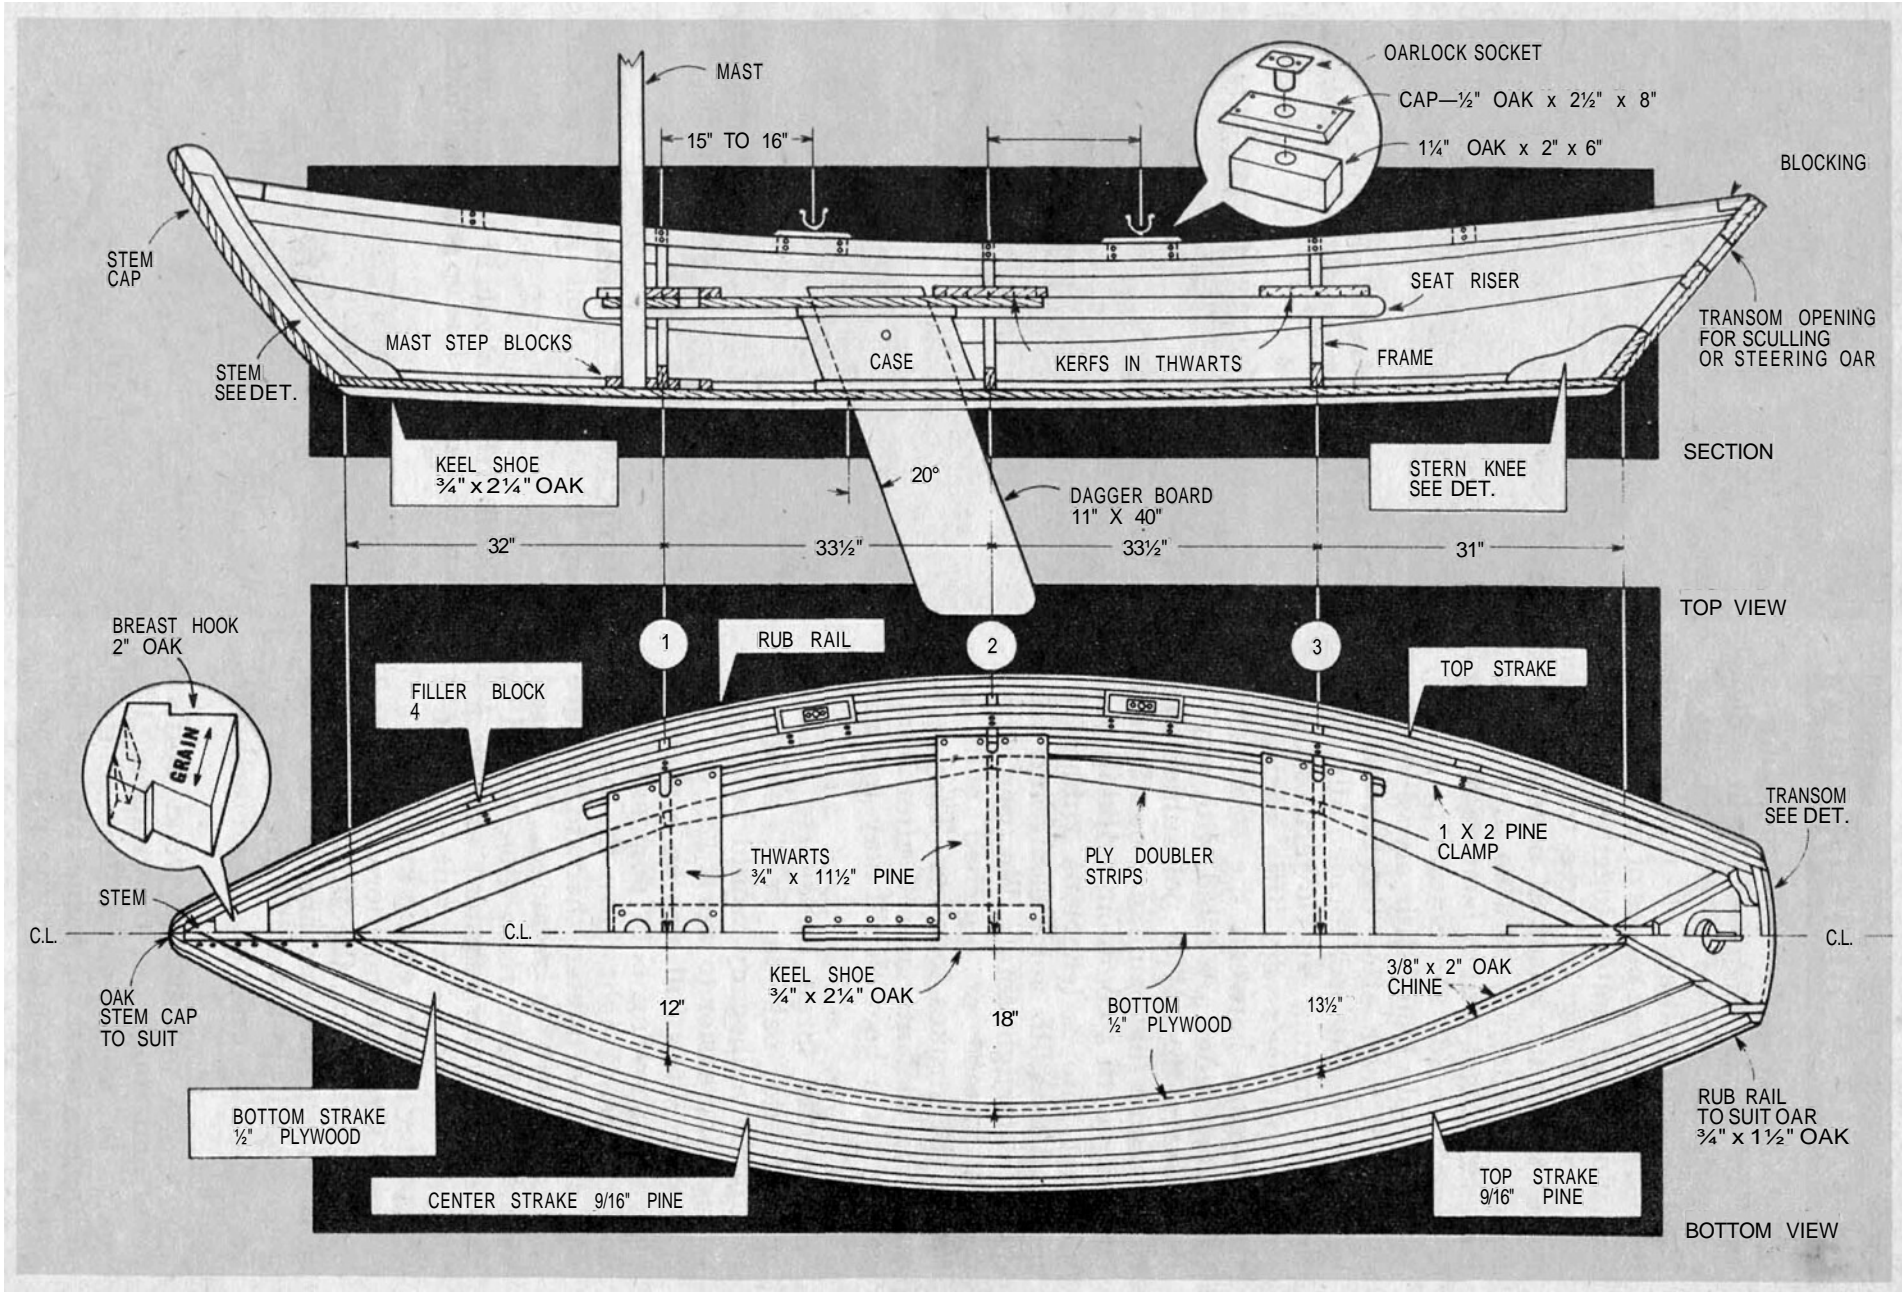 MAST
OARLOCK SOCKET
CAP—½" OAK x 2½" x 8"
15" TO 16"
1¼" OAK x 2" x 6"
BLOCKING
STEM
CAP
SEAT RISER
MAST STEP BLOCKS
CASE
KERFS IN THWARTS
FRAME
TRANSOM OPENING
FOR SCULLING
OR STEERING OAR
STEM
SEE DET.
SECTION
KEEL SHOE
¾" x 2¼" OAK
20°
STERN KNEE
SEE DET.
DAGGER BOARD
11" X 40"
32"
33½"
33½"
31"
TOP VIEW
BREAST HOOK
2" OAK
1
RUB RAIL
2
3
TOP STRAKE
FILLER BLOCK
4
GRAIN
TRANSOM
SEE DET.
1 X 2 PINE
CLAMP
THWARTS
¾" x 11½" PINE
PLY DOUBLER
STRIPS
STEM
C.L.
C.L.
C.L.
KEEL SHOE
¾" x 2¼" OAK
3/8" x 2" OAK
CHINE
OAK
STEM CAP
TO SUIT
12"
18"
BOTTOM
½" PLYWOOD
13½"
BOTTOM STRAKE
½" PLYWOOD
RUB RAIL
TO SUIT OAR
¾" x 1½" OAK
CENTER STRAKE 9/16" PINE
TOP STRAKE
9/16" PINE
BOTTOM VIEW